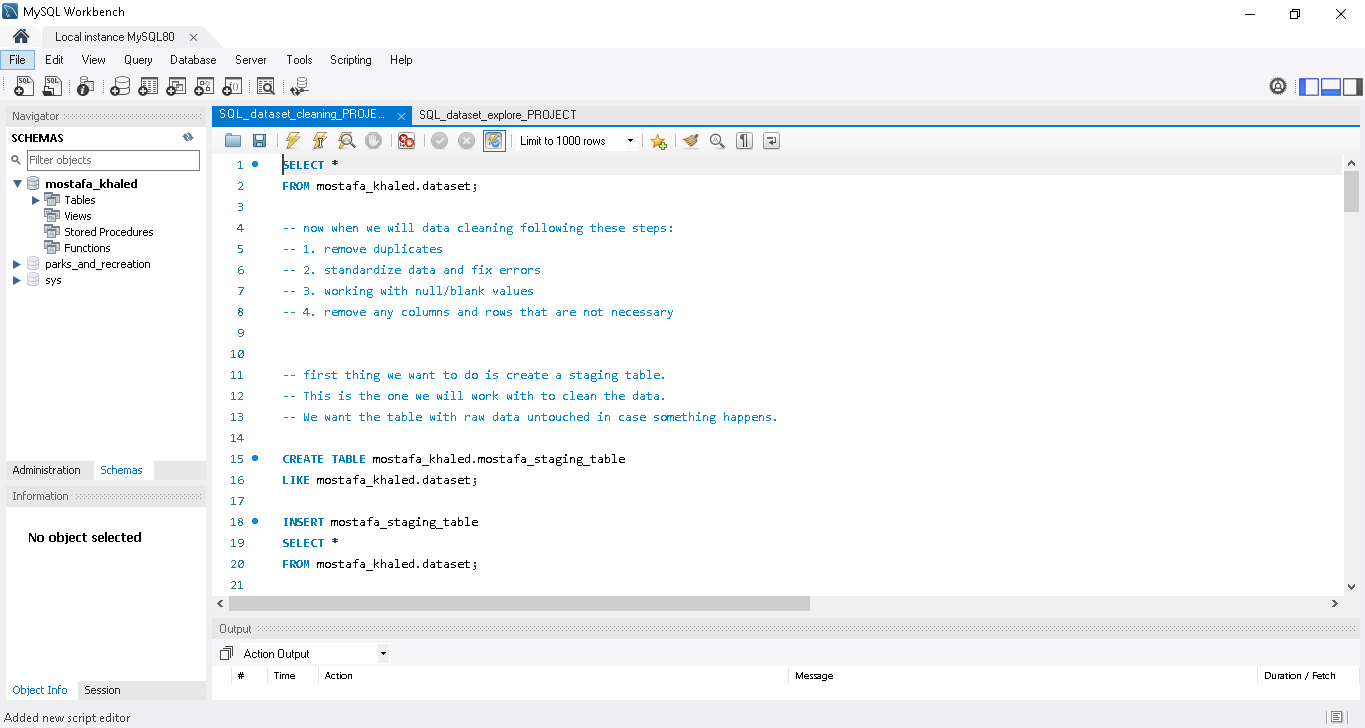 MySQL Workbench
Local instance MySQL80
File Edit View Query Database Server Tools Scripting Help
Navigator
SCHEMAS
Filter objects
mostafa_khaled
Tables
Views
Stored Procedures
Functions
parks_and_recreation
sys
Administration Schemas
Information
No object selected
Object Info Session
SQL_dataset_cleaning_PROJE... SQL_dataset_explore_PROJECT
Limit to 1000 rows
1 SELECT *
2 FROM mostafa_khaled.dataset;
3
4 -- now when we will data cleaning following these steps:
5 -- 1. remove duplicates
6 -- 2. standardize data and fix errors
7 -- 3. working with null/blank values
8 -- 4. remove any columns and rows that are not necessary
9
10
11 -- first thing we want to do is create a staging table.
12 -- This is the one we will work with to clean the data.
13 -- We want the table with raw data untouched in case something happens.
14
15 CREATE TABLE mostafa_khaled.mostafa_staging_table
16 LIKE mostafa_khaled.dataset;
17
18 INSERT mostafa_staging_table
19 SELECT *
20 FROM mostafa_khaled.dataset;
21
Output
Action Output
# Time Action Message Duration / Fetch
Added new script editor